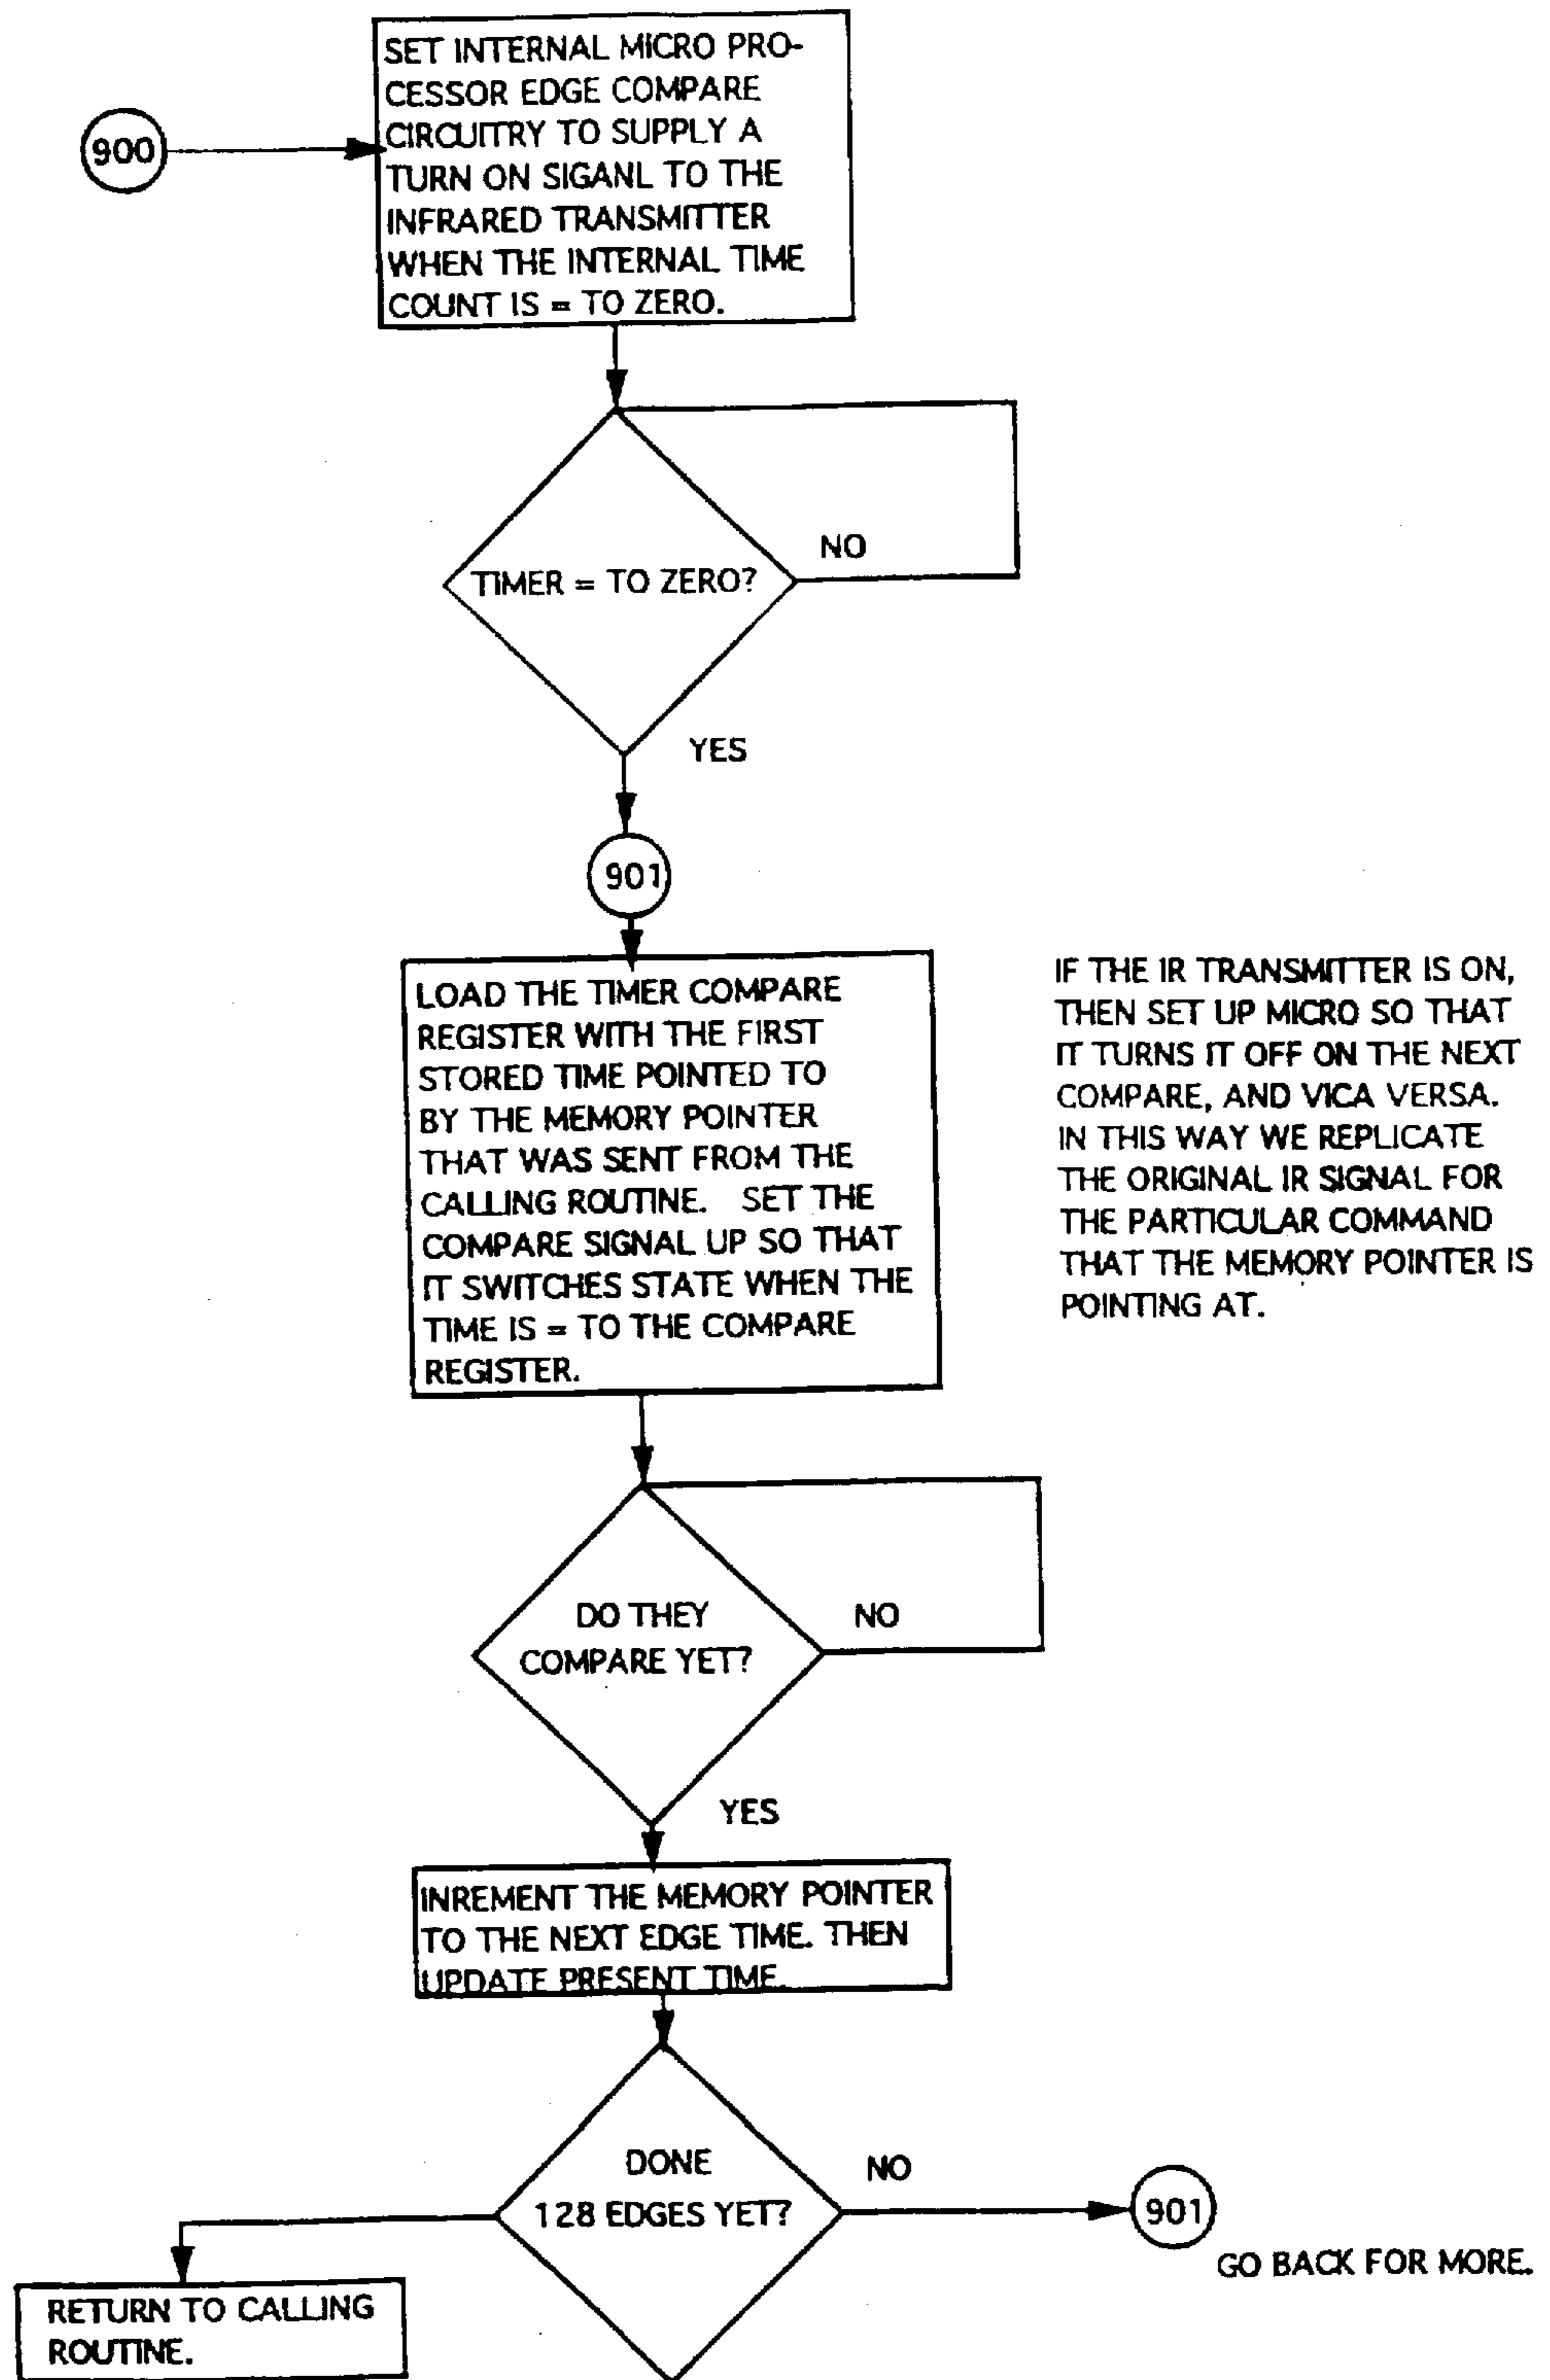 SET INTERNAL MICRO PRO-
CESSOR EDGE COMPARE
CIRCUITRY TO SUPPLY A
TURN ON SIGANL TO THE
INFRARED TRANSMITTER
WHEN THE INTERNAL TIME
COUNT IS = TO ZERO.
900
TIMER = TO ZERO?
NO
YES
901
LOAD THE TIMER COMPARE
REGISTER WITH THE FIRST
STORED TIME POINTED TO
BY THE MEMORY POINTER
THAT WAS SENT FROM THE
CALLING ROUTINE. SET THE
COMPARE SIGNAL UP SO THAT
IT SWITCHES STATE WHEN THE
TIME IS = TO THE COMPARE
REGISTER.
IF THE IR TRANSMITTER IS ON,
THEN SET UP MICRO SO THAT
IT TURNS IT OFF ON THE NEXT
COMPARE, AND VICA VERSA.
IN THIS WAY WE REPLICATE
THE ORIGINAL IR SIGNAL FOR
THE PARTICULAR COMMAND
THAT THE MEMORY POINTER IS
POINTING AT.
DO THEY
COMPARE YET?
NO
YES
INREMENT THE MEMORY POINTER
TO THE NEXT EDGE TIME. THEN
UPDATE PRESENT TIME.
DONE
128 EDGES YET?
NO
901
GO BACK FOR MORE.
RETURN TO CALLING
ROUTINE.